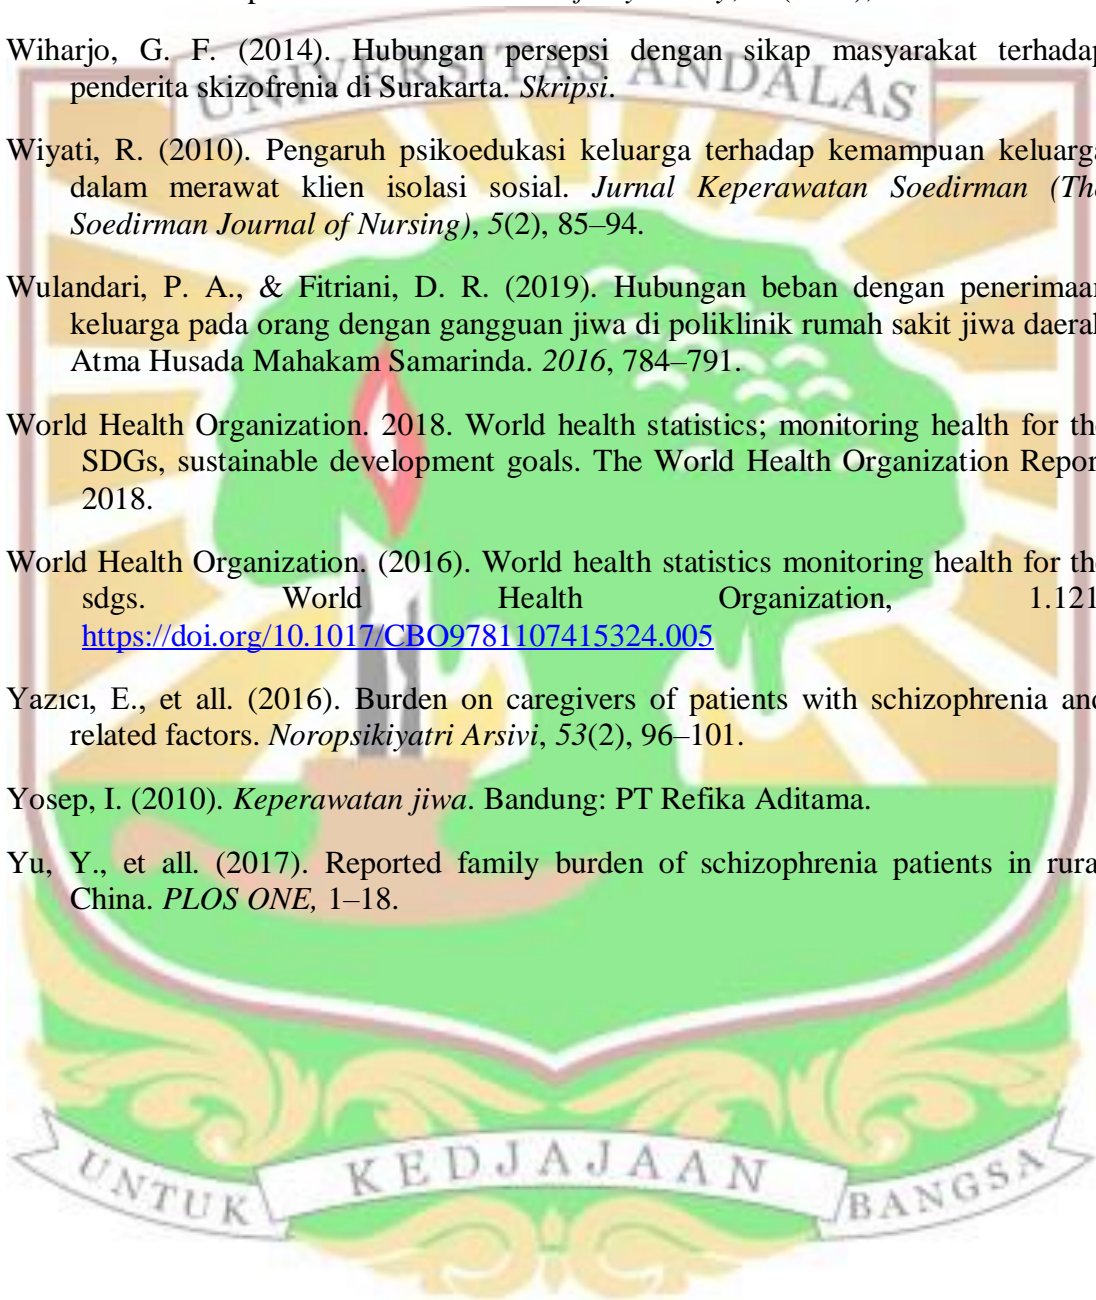 UNIVERSITAS ANDALAS
Wiharjo, G. F. (2014). Hubungan persepsi dengan sikap masyarakat terhadap
penderita skizofrenia di Surakarta. Skripsi.
Wiyati, R. (2010). Pengaruh psikoedukasi keluarga terhadap kemampuan keluarga
dalam merawat klien isolasi sosial. Jurnal Keperawatan Soedirman (The
Soedirman Journal of Nursing), 5(2), 85–94.
Wulandari, P. A., & Fitriani, D. R. (2019). Hubungan beban dengan penerimaan
keluarga pada orang dengan gangguan jiwa di poliklinik rumah sakit jiwa daerah
Atma Husada Mahakam Samarinda. 2016, 784–791.
World Health Organization. 2018. World health statistics; monitoring health for the
SDGs, sustainable development goals. The World Health Organization Report
2018.
World Health Organization. (2016). World health statistics monitoring health for the
sdgs. World Health Organization, 1.121
https://doi.org/10.1017/CBO9781107415324.005
Yazıcı, E., et all. (2016). Burden on caregivers of patients with schizophrenia and
related factors. Noropsikiyatri Arsivi, 53(2), 96–101.
Yosep, I. (2010). Keperawatan jiwa. Bandung: PT Refika Aditama.
Yu, Y., et all. (2017). Reported family burden of schizophrenia patients in rural
China. PLOS ONE, 1–18.
UNTUK KEDJAJAAN BANGSA